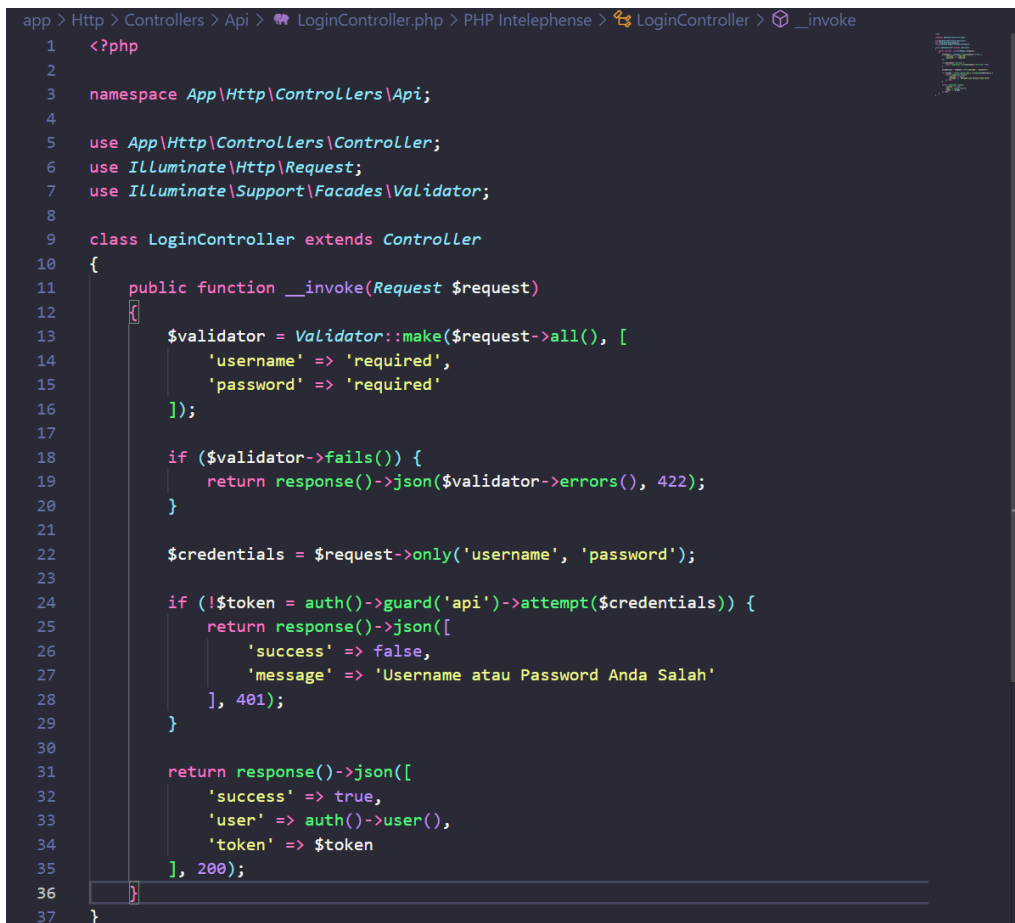 app > Http > Controllers > Api > LoginController.php > PHP Intelephense > LoginController > __invoke
1 <?php
2
3 namespace App\Http\Controllers\Api;
4
5 use App\Http\Controllers\Controller;
6 use Illuminate\Http\Request;
7 use Illuminate\Support\Facades\Validator;
8
9 class LoginController extends Controller
10 {
11     public function __invoke(Request $request)
12     {
13         $validator = Validator::make($request->all(), [
14             'username' => 'required',
15             'password' => 'required'
16         ]);
17
18         if ($validator->fails()) {
19             return response()->json($validator->errors(), 422);
20         }
21
22         $credentials = $request->only('username', 'password');
23
24         if (!$token = auth()->guard('api')->attempt($credentials)) {
25             return response()->json([
26                 'success' => false,
27                 'message' => 'Username atau Password Anda Salah'
28             ], 401);
29         }
30
31         return response()->json([
32             'success' => true,
33             'user' => auth()->user(),
34             'token' => $token
35         ], 200);
36     }
37 }